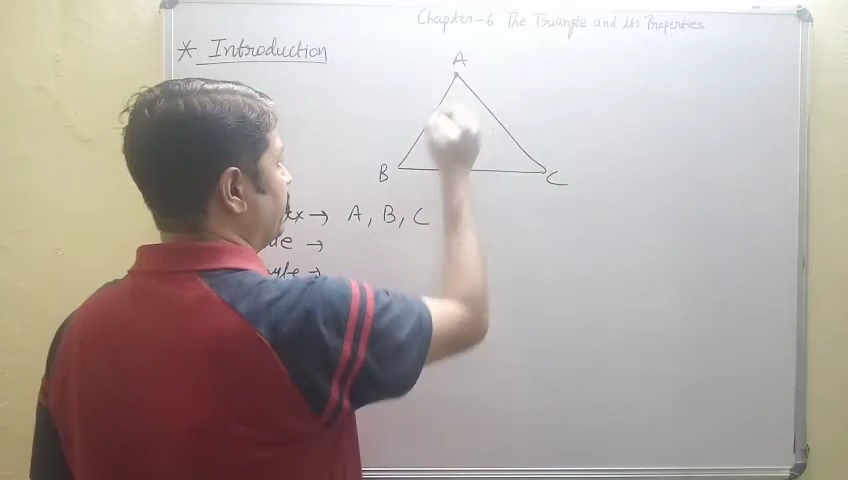 Chapter-6 The Triangle and its Properties
* Introduction
A
B
C
→ A, B, C
→
→